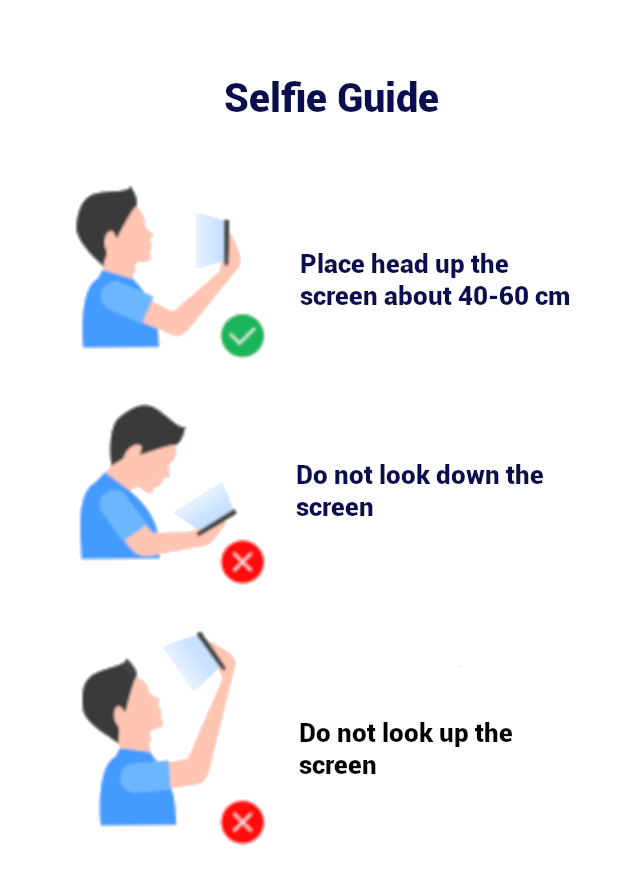 Selfie Guide
Place head up the
screen about 40-60 cm
Do not look down the
screen
Do not look up the
screen